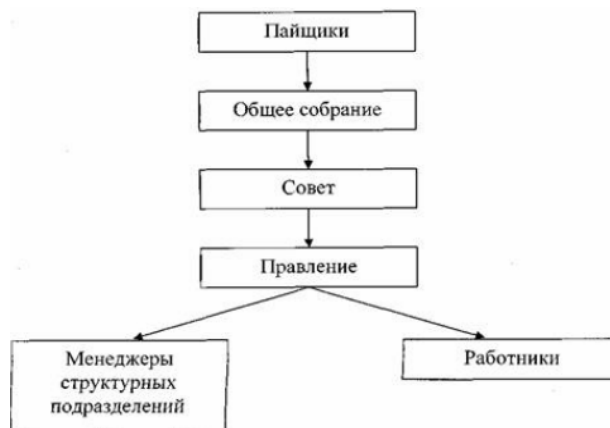 Пайщики
Общее собрание
Совет
Правление
Менеджеры
структурных
подразделений
Работники